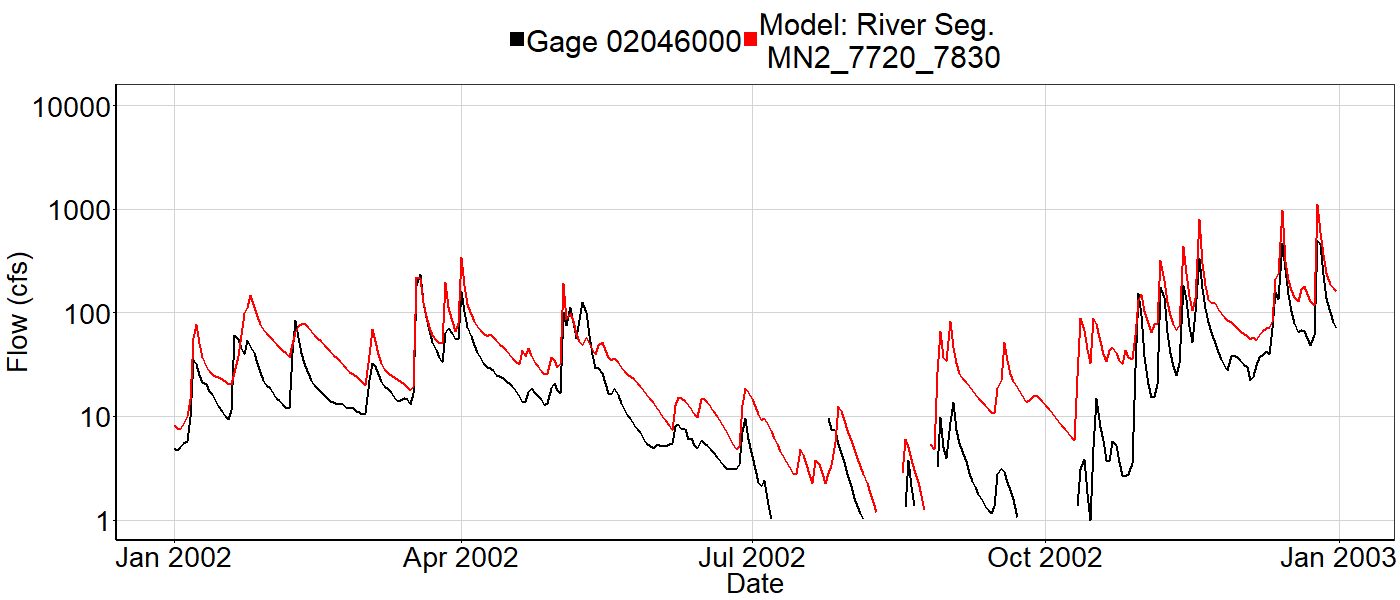 Gage 02046000
Model: River Seg.
MN2_7720_7830
10000
1000
100
10
1
Flow (cfs)
Jan 2002
Apr 2002
Jul 2002
Oct 2002
Jan 2003
Date